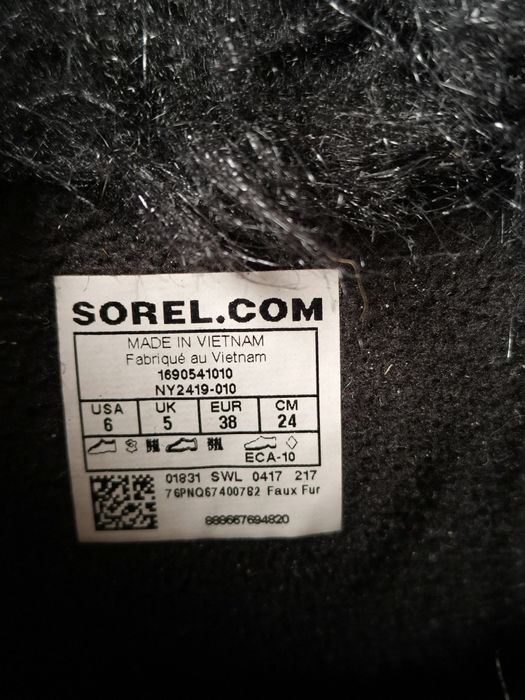 SOREL.COM
MADE IN VIETNAM
Fabriqué au Vietnam
1690541010
NY2419-010
USA UK EUR CM
6 5 38 24
ECA-10
01831 SWL 0417 217
76PNQ674007B2 Faux Fur
888667694820